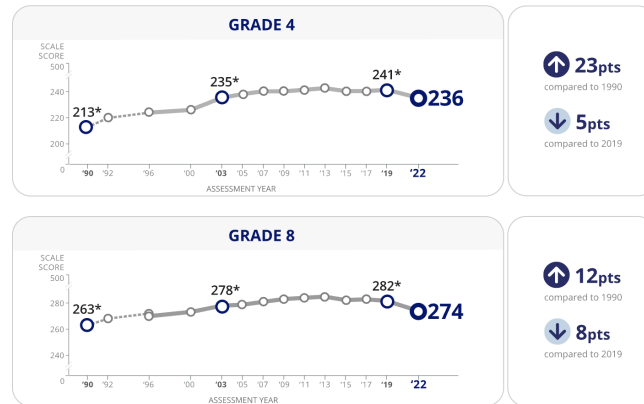 GRADE 4
SCALE
SCORE
500
240
220
200
0
213*
235*
241*
236
'90 '92 '96 '00 '03 '05 '07 '09 '11 '13 '15 '17 '19 '22
ASSESSMENT YEAR
23pts
compared to 1990
5pts
compared to 2019
GRADE 8
SCALE
SCORE
500
280
260
240
0
263*
278*
282*
274
'90 '92 '96 '00 '03 '05 '07 '09 '11 '13 '15 '17 '19 '22
ASSESSMENT YEAR
12pts
compared to 1990
8pts
compared to 2019